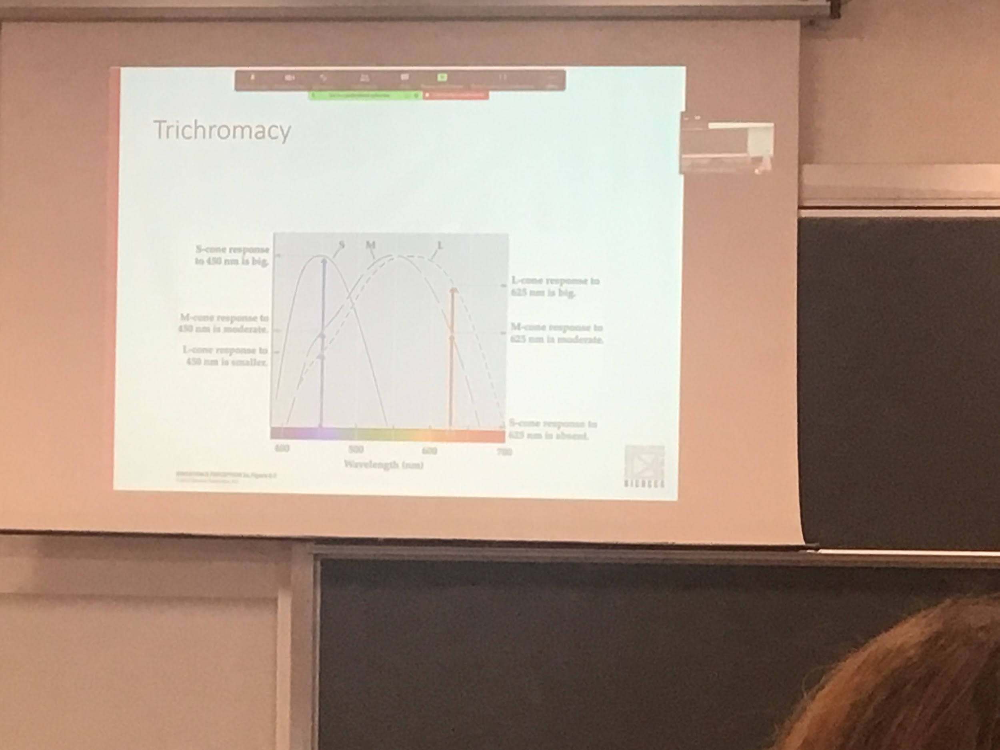 Trichromacy
S-cone response
to 450 nm is big.
S
M
L
L-cone response to
625 nm is big.
M-cone response to
450 nm is moderate.
M-cone response to
625 nm is moderate.
L-cone response to
450 nm is smaller.
S-cone response to
625 nm is absent.
400
500
600
700
Wavelength (nm)
BICOCCA